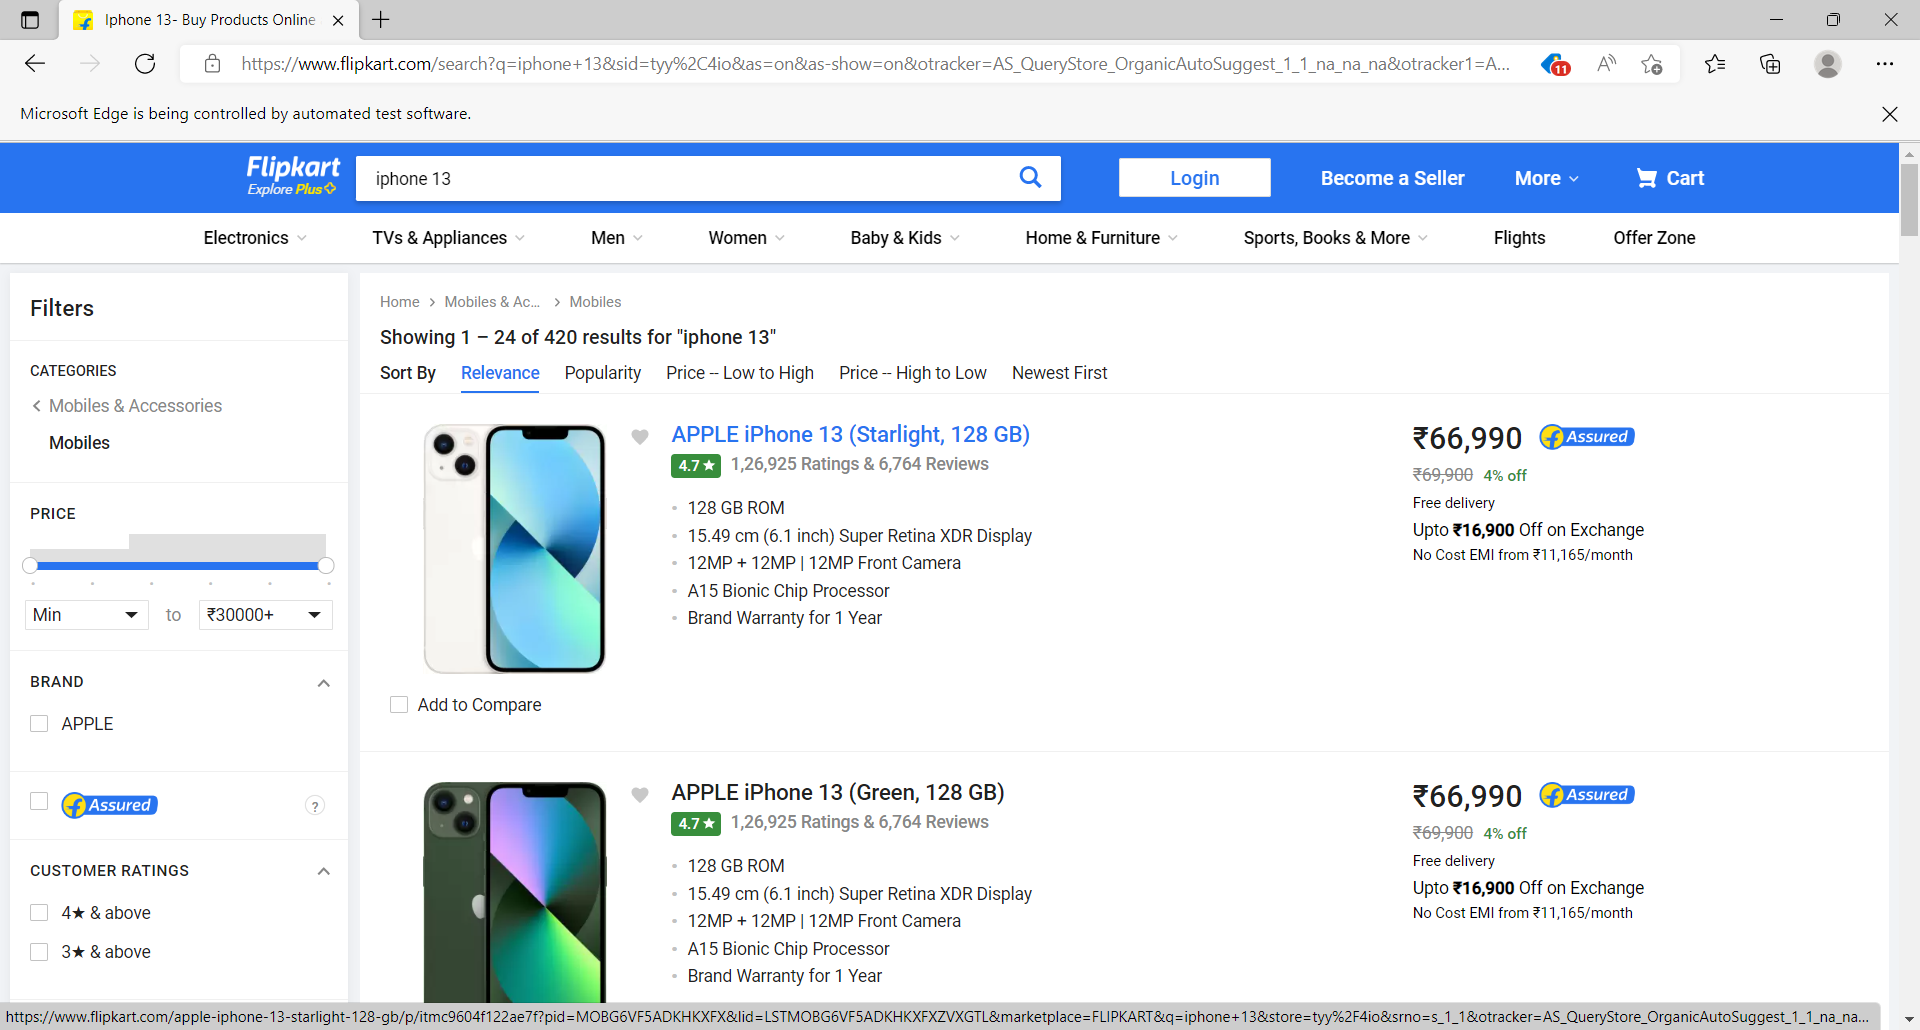 Iphone 13- Buy Products Online
https://www.flipkart.com/search?q=iphone+13&sid=tyy%2C4io&as=on&as-show=on&otracker=AS_QueryStore_OrganicAutoSuggest_1_1_na_na_na&otracker1=A...
11
Microsoft Edge is being controlled by automated test software.
Flipkart
Explore Plus
iphone 13
Login
Become a Seller
More
Cart
Electronics
TVs & Appliances
Men
Women
Baby & Kids
Home & Furniture
Sports, Books & More
Flights
Offer Zone
Filters
CATEGORIES
Mobiles & Accessories
Mobiles
PRICE
Min to ₹30000+
BRAND
APPLE
Assured
?
CUSTOMER RATINGS
4★ & above
3★ & above
Home > Mobiles & Ac... > Mobiles
Showing 1 – 24 of 420 results for "iphone 13"
Sort By Relevance Popularity Price -- Low to High Price -- High to Low Newest First
APPLE iPhone 13 (Starlight, 128 GB)
4.7★ 1,26,925 Ratings & 6,764 Reviews
128 GB ROM
15.49 cm (6.1 inch) Super Retina XDR Display
12MP + 12MP | 12MP Front Camera
A15 Bionic Chip Processor
Brand Warranty for 1 Year
₹66,990 Assured
₹69,900 4% off
Free delivery
Upto ₹16,900 Off on Exchange
No Cost EMI from ₹11,165/month
Add to Compare
APPLE iPhone 13 (Green, 128 GB)
4.7★ 1,26,925 Ratings & 6,764 Reviews
128 GB ROM
15.49 cm (6.1 inch) Super Retina XDR Display
12MP + 12MP | 12MP Front Camera
A15 Bionic Chip Processor
Brand Warranty for 1 Year
₹66,990 Assured
₹69,900 4% off
Free delivery
Upto ₹16,900 Off on Exchange
No Cost EMI from ₹11,165/month
https://www.flipkart.com/apple-iphone-13-starlight-128-gb/p/itmc9604f122ae7f?pid=MOBG6VF5ADKHKXFX&lid=LSTMOBG6VF5ADKHKXFXZVXGTL&marketplace=FLIPKART&q=iphone+13&store=tyy%2F4io&srno=s_1_1&otracker=AS_QueryStore_OrganicAutoSuggest_1_1_na_na...